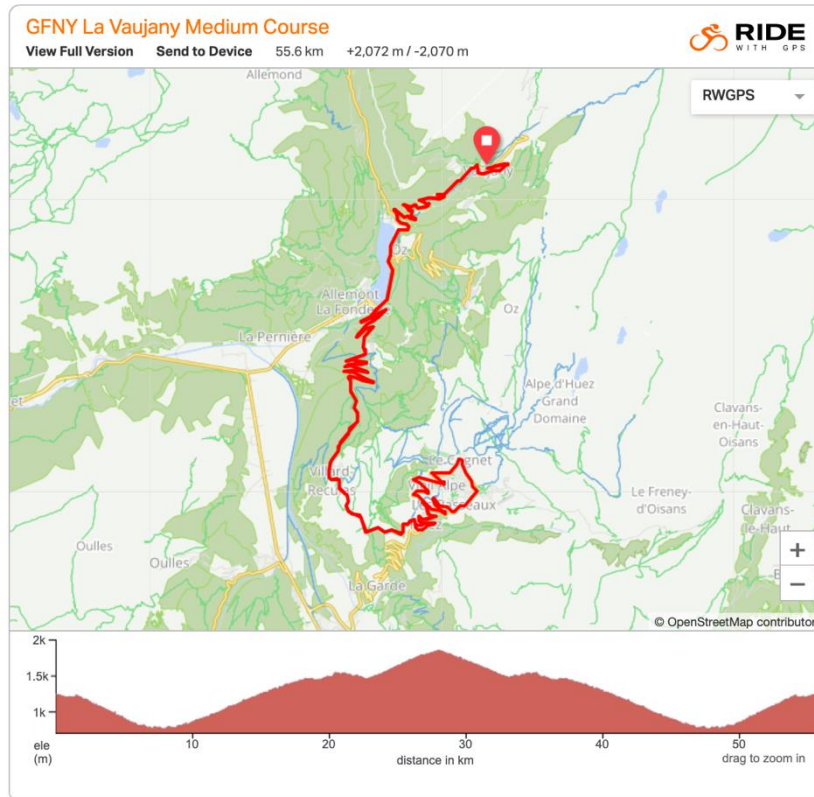 GFNY La Vaujany Medium Course
View Full Version Send to Device 55.6 km +2,072 m / -2,070 m
RIDE
WITH GPS
Allemond
RWGPS
Oz
Allemont
La Fonde
La Pernière
Oz
Alpe d'Huez
Grand
Domaine
Clavans-
en-Haut-
Oisans
Villard-
Reculas
Le Freney-
d'Oisans
Clavans-
le-Haut
Oulles
Oulles
La Garde
+
−
© OpenStreetMap contributor
2k
1.5k
1k
ele
(m)
10 20 30 40 50
distance in km
drag to zoom in